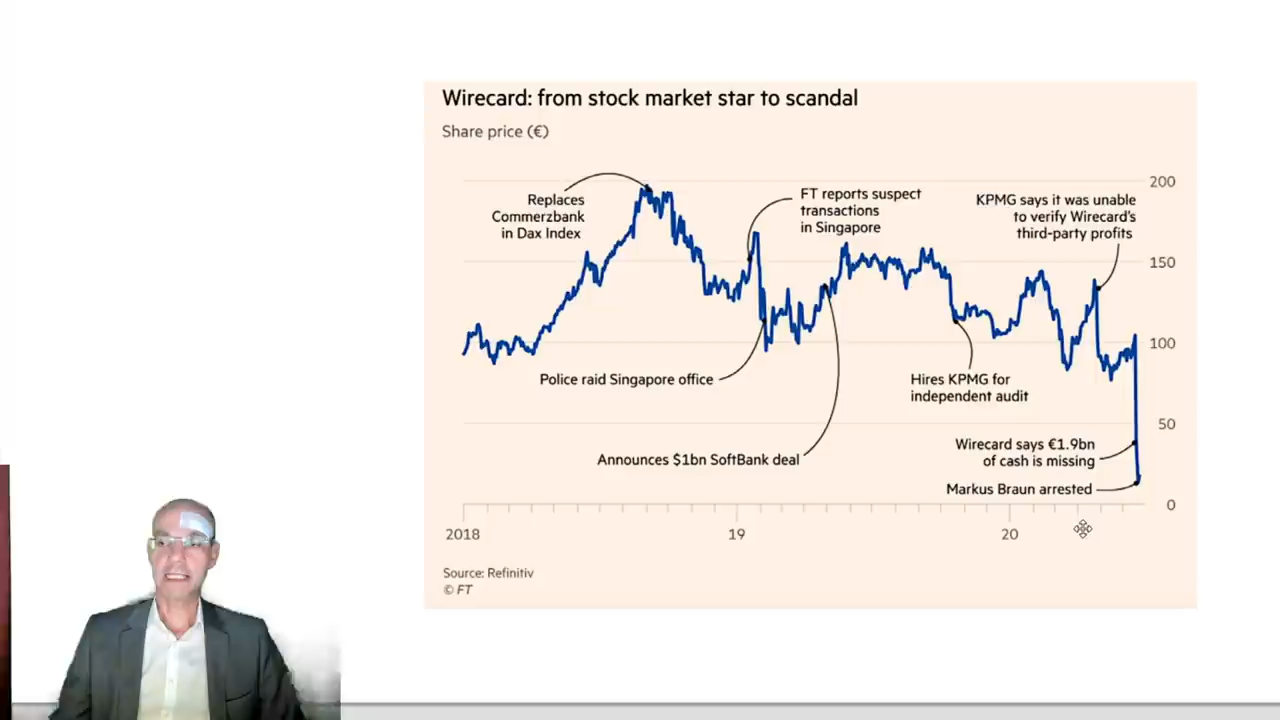 Wirecard: from stock market star to scandal
Share price (€)
200
Replaces
Commerzbank
in Dax Index
FT reports suspect
transactions
in Singapore
KPMG says it was unable
to verify Wirecard's
third-party profits
150
100
Police raid Singapore office
Hires KPMG for
independent audit
50
Announces $1bn SoftBank deal
Wirecard says €1.9bn
of cash is missing
Markus Braun arrested
0
2018
19
20
Source: Refinitiv
© FT